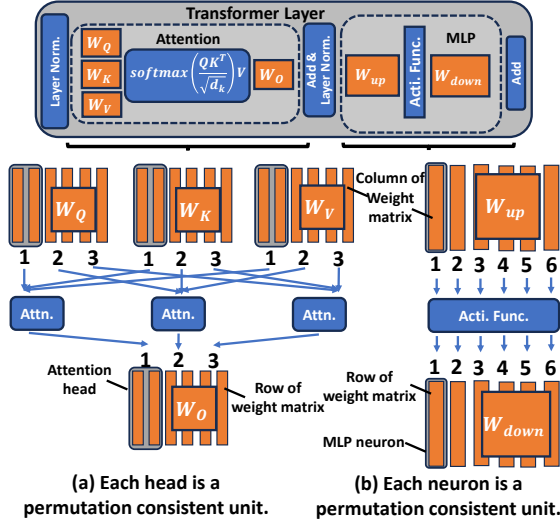 Transformer Layer
Layer Norm.
W_Q
W_K
W_V
Attention
softmax(QK^T/√d_k)V
W_O
Add & Layer Norm.
MLP
W_up
Acti. Func.
W_down
Add
W_Q
W_K
W_V
Column of
Weight
matrix
W_up
1 2 3
1 2 3
1 2 3
1 2 3 4 5 6
Attn.
Attn.
Attn.
Acti. Func.
1 2 3
1 2 3 4 5 6
Attention
head
W_O
Row of
weight matrix
Row of
weight matrix
MLP neuron
W_down
(a) Each head is a
permutation consistent unit.
(b) Each neuron is a
permutation consistent unit.